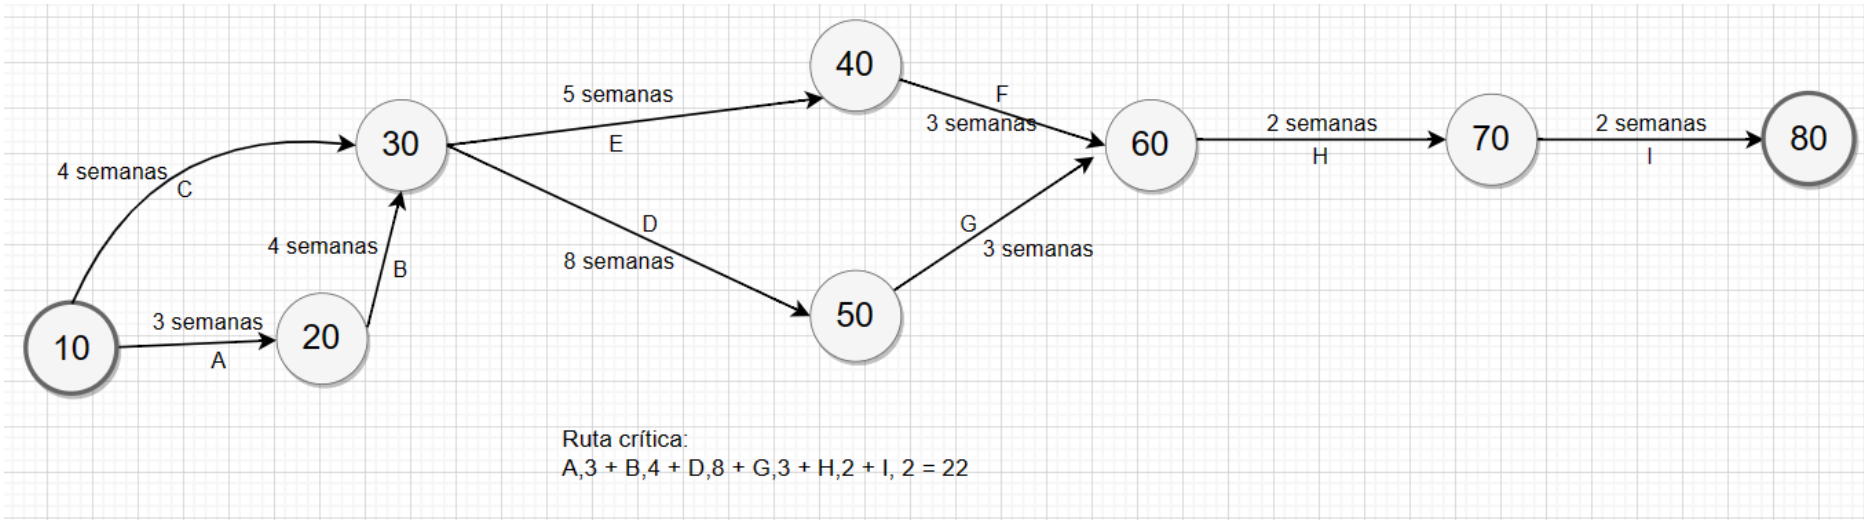 40
5 semanas
F
3 semanas
E
30
60
2 semanas
H
70
2 semanas
I
80
4 semanas
C
D
8 semanas
G
3 semanas
4 semanas
B
50
10
3 semanas
A
20
Ruta crítica:
A,3 + B,4 + D,8 + G,3 + H,2 + I, 2 = 22